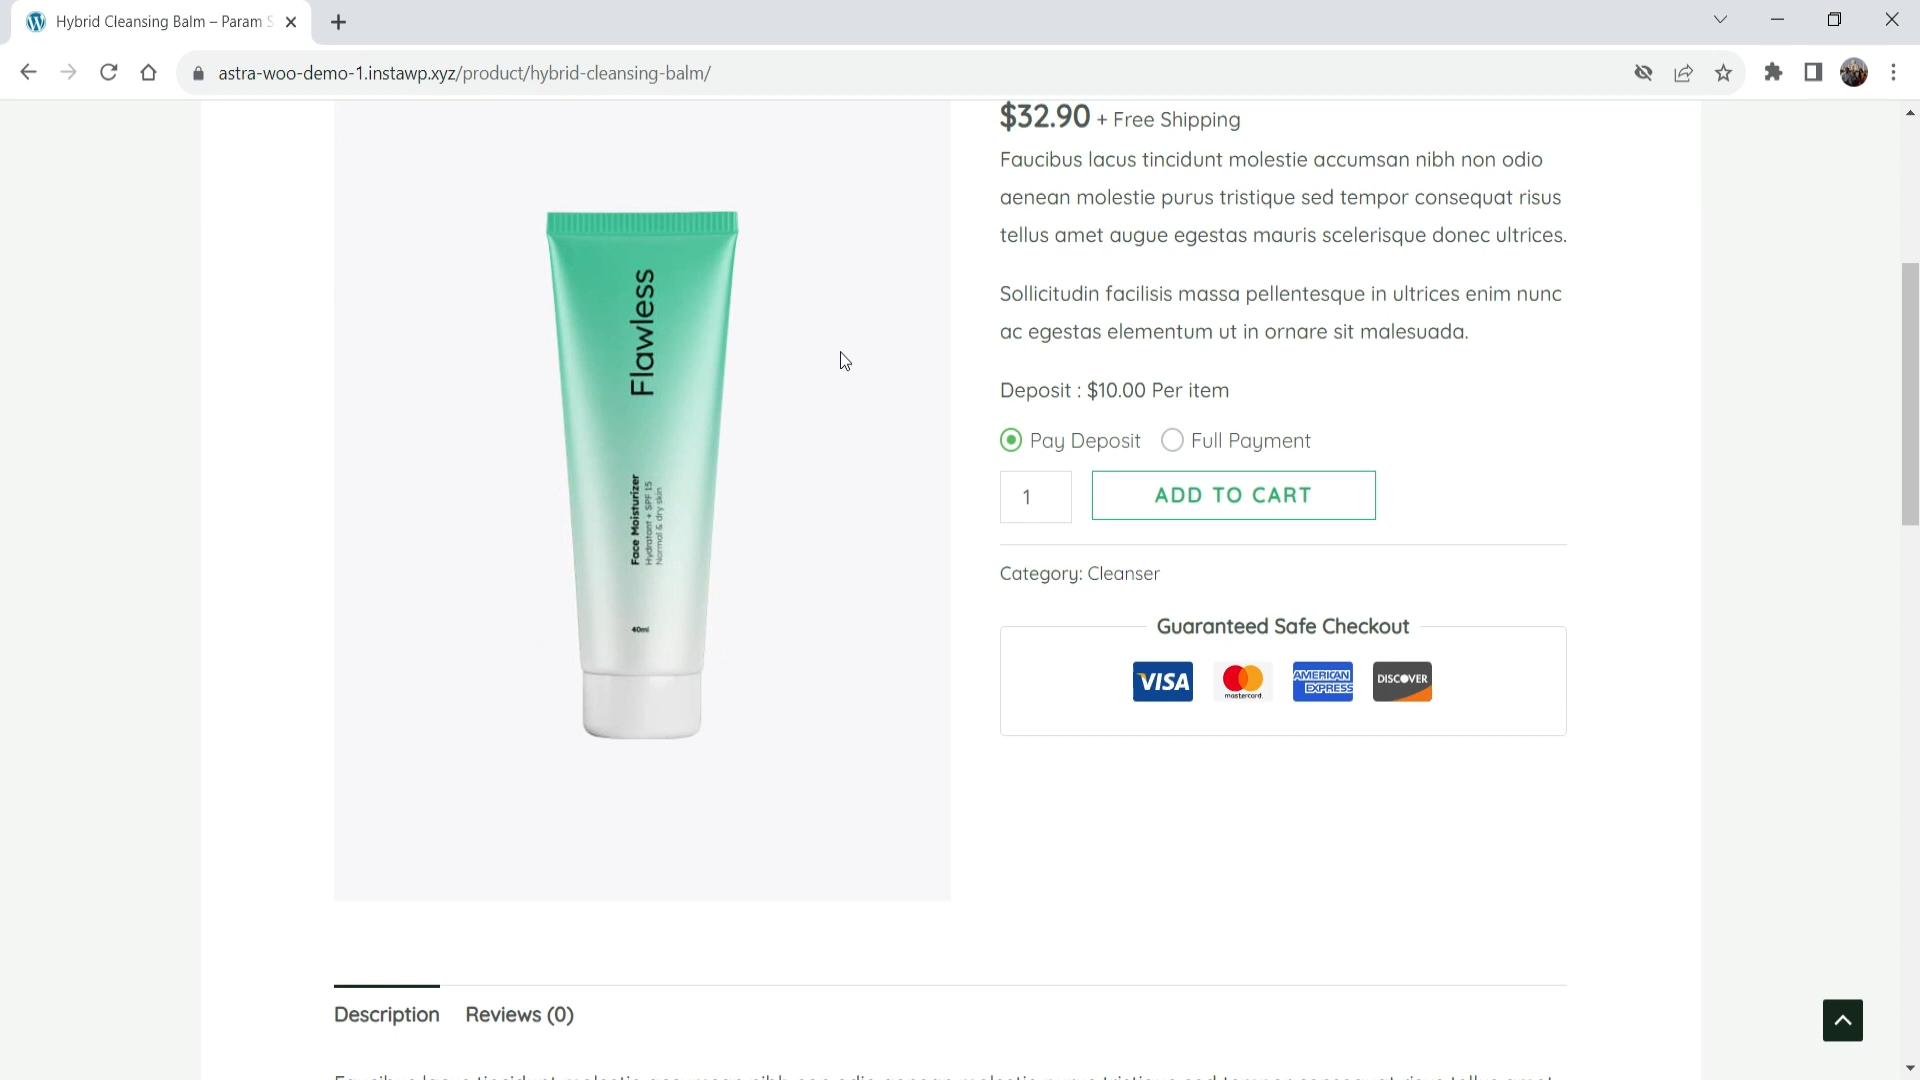 Hybrid Cleansing Balm – Param S
astra-woo-demo-1.instawp.xyz/product/hybrid-cleansing-balm/
$32.90 + Free Shipping
Faucibus lacus tincidunt molestie accumsan nibh non odio
aenean molestie purus tristique sed tempor consequat risus
tellus amet augue egestas mauris scelerisque donec ultrices.
Sollicitudin facilisis massa pellentesque in ultrices enim nunc
ac egestas elementum ut in ornare sit malesuada.
Deposit : $10.00 Per item
Pay Deposit Full Payment
1 ADD TO CART
Category: Cleanser
Guaranteed Safe Checkout
VISA mastercard. AMERICAN EXPRESS DISCOVER
Flawless
Face Moisturizer
Hydratant + SPF 15
Normal & dry skin
40ml
Description Reviews (0)